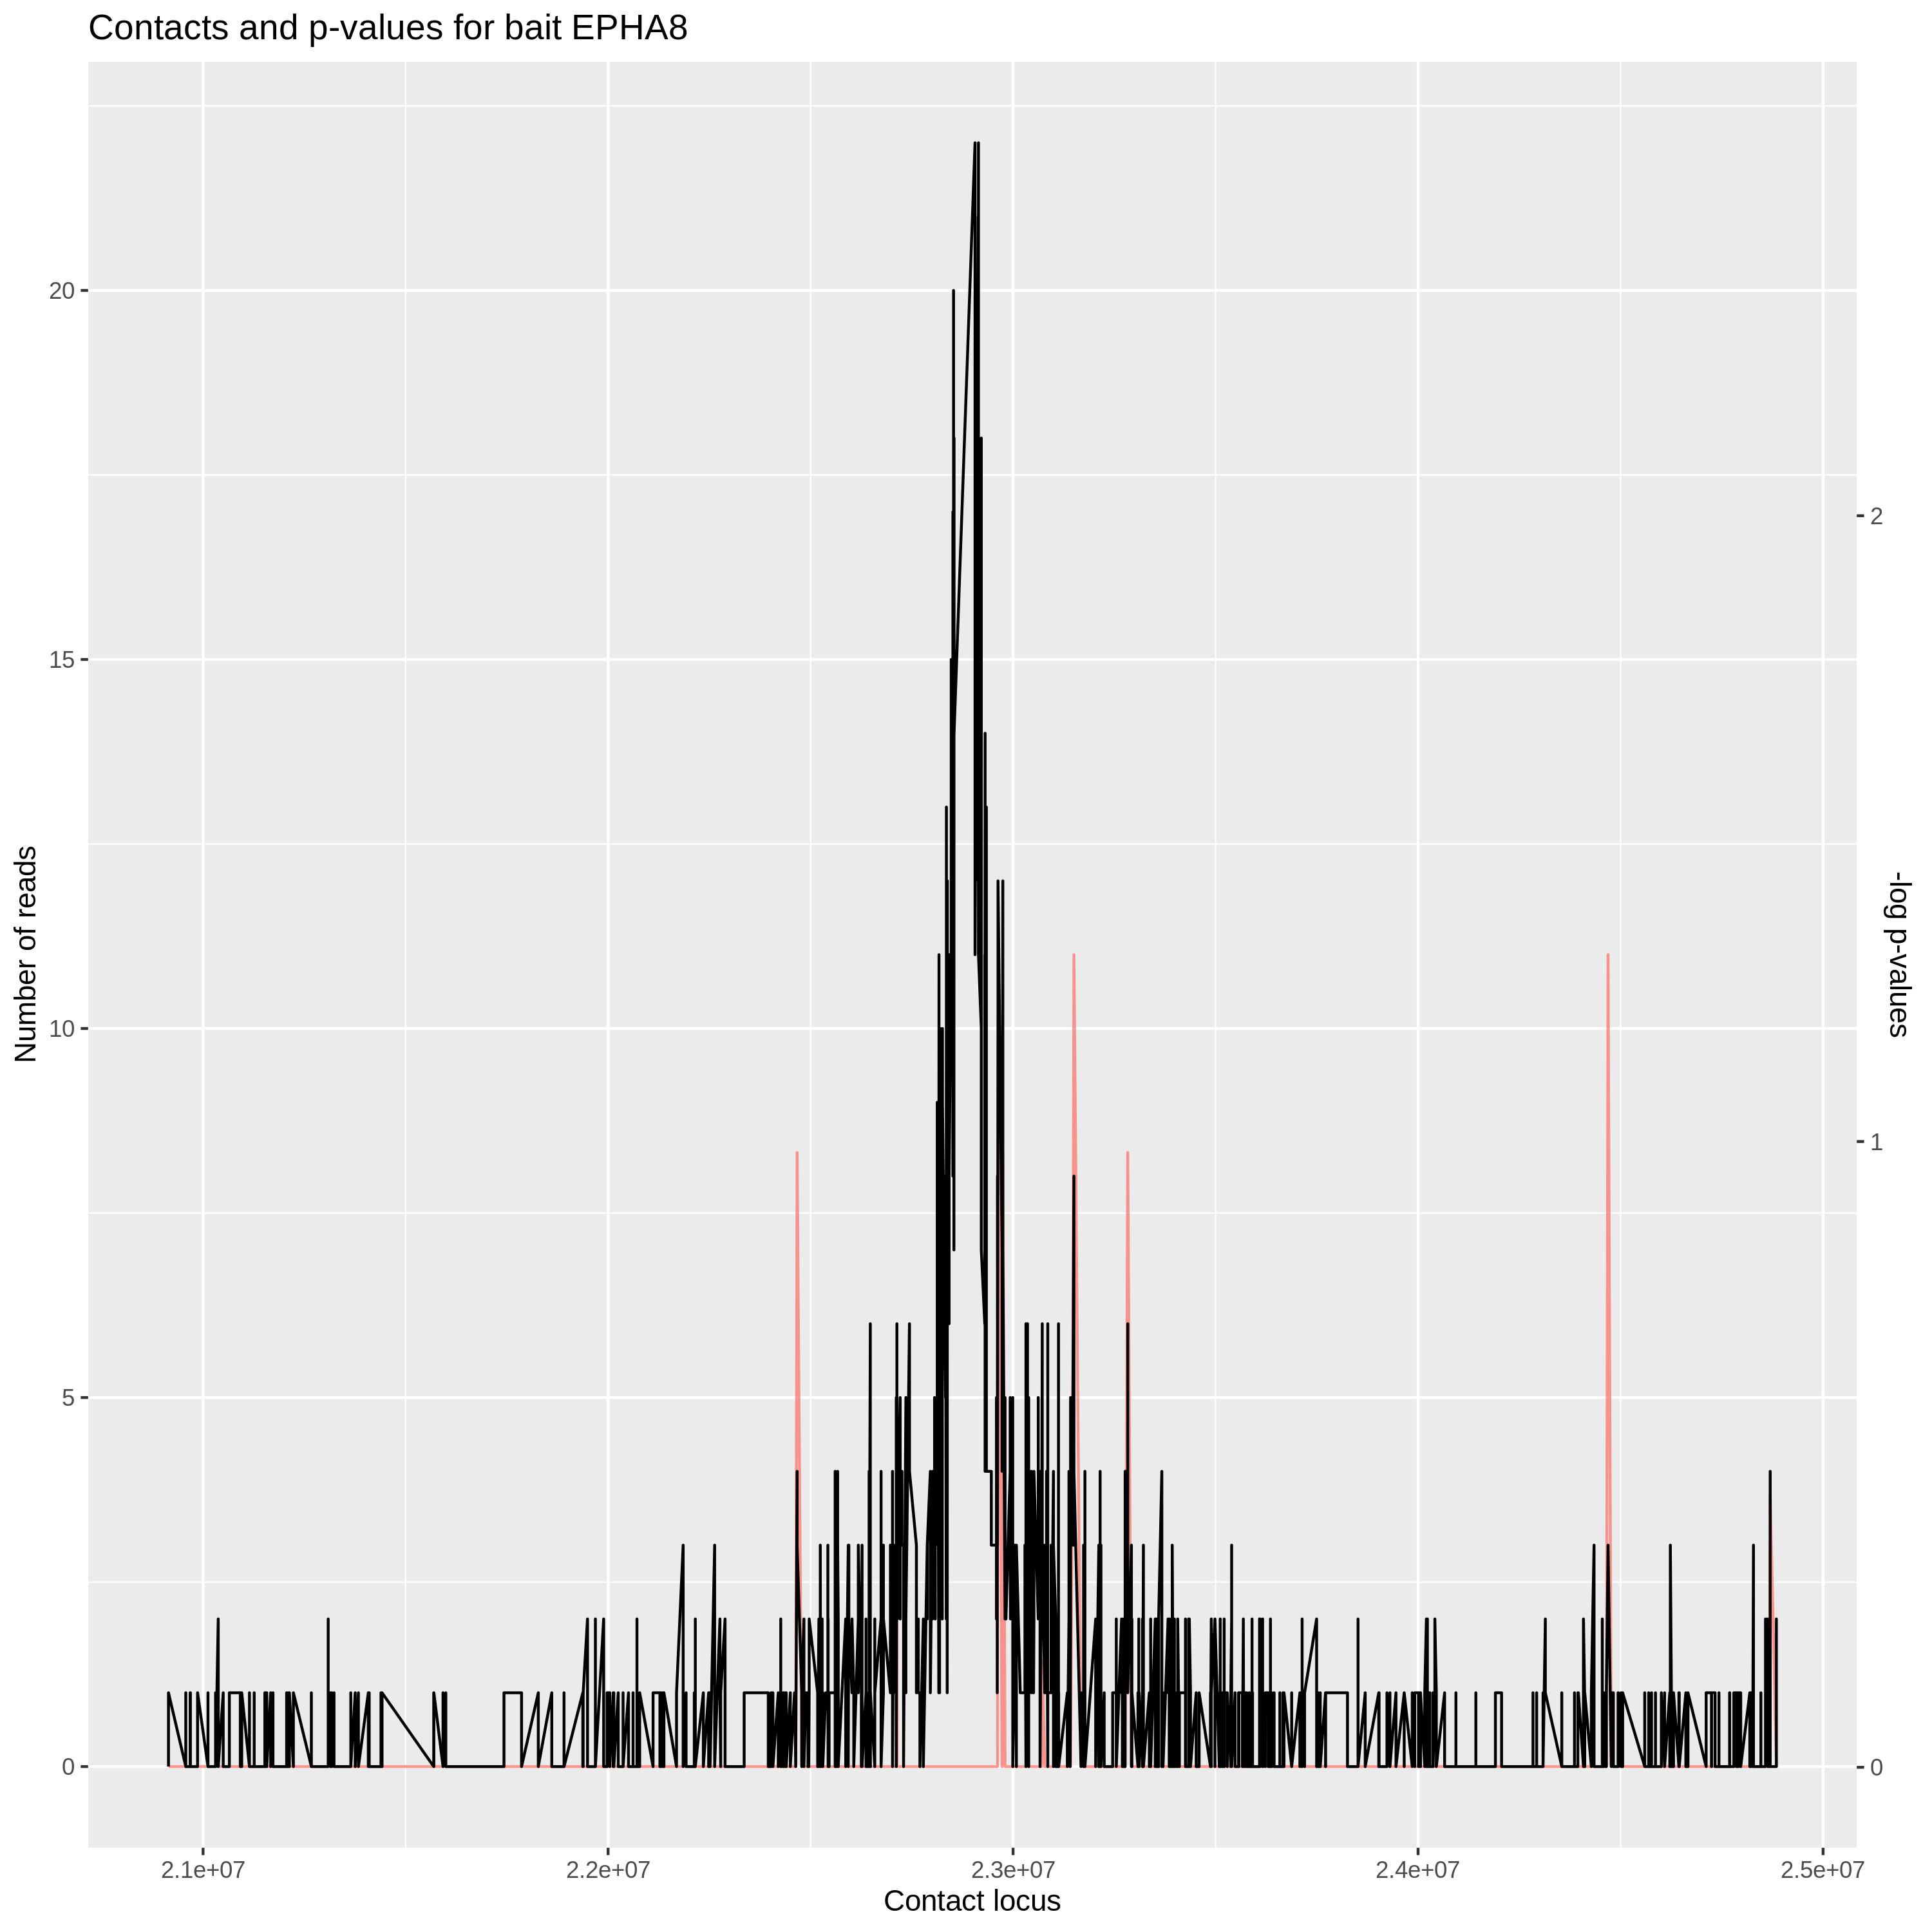 Contacts and p-values for bait EPHA8
20
15
10
5
0
Number of reads
2
1
0
-log p-values
2.1e+07
2.2e+07
2.3e+07
2.4e+07
2.5e+07
Contact locus